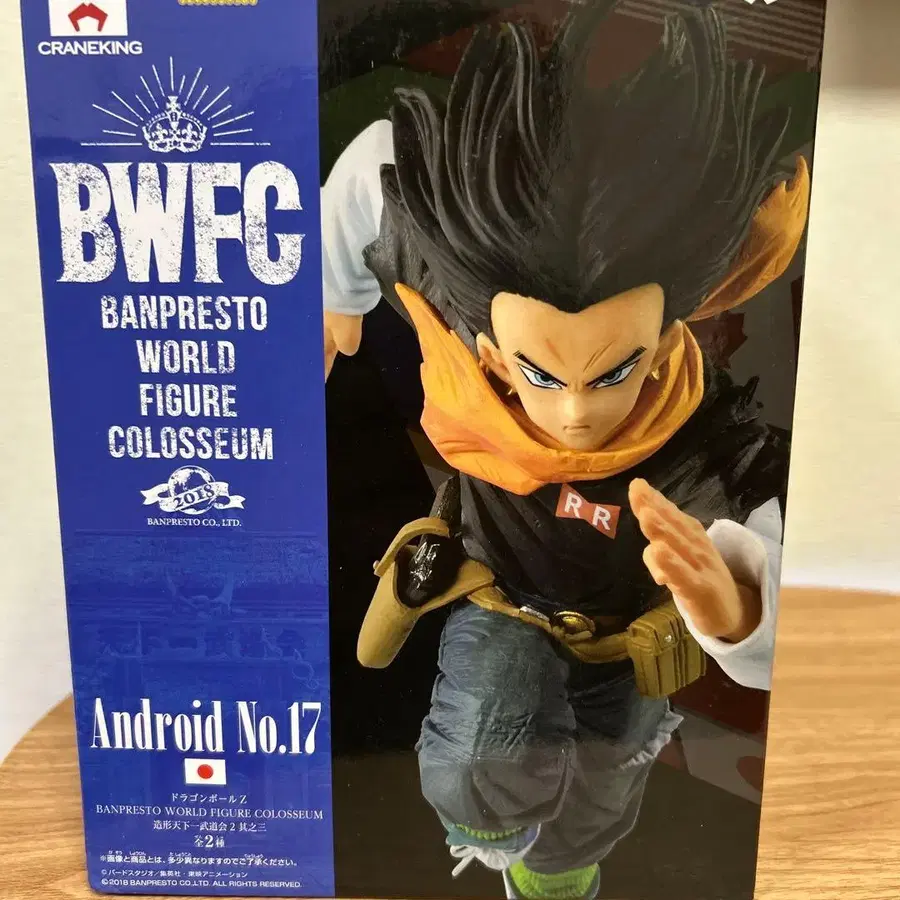 CRANEKING
BWFC
BANPRESTO
WORLD
FIGURE
COLOSSEUM
2018
BANPRESTO CO., LTD.
RR
Android No.17
ドラゴンボールZ
BANPRESTO WORLD FIGURE COLOSSEUM
造形天下一武道会2 其之三
全2種
※画像と商品とは、多少異なりますのでご了承ください。
©バードスタジオ/集英社・東映アニメーション
©2018 BANPRESTO CO.,LTD. ALL RIGHTS RESERVED.